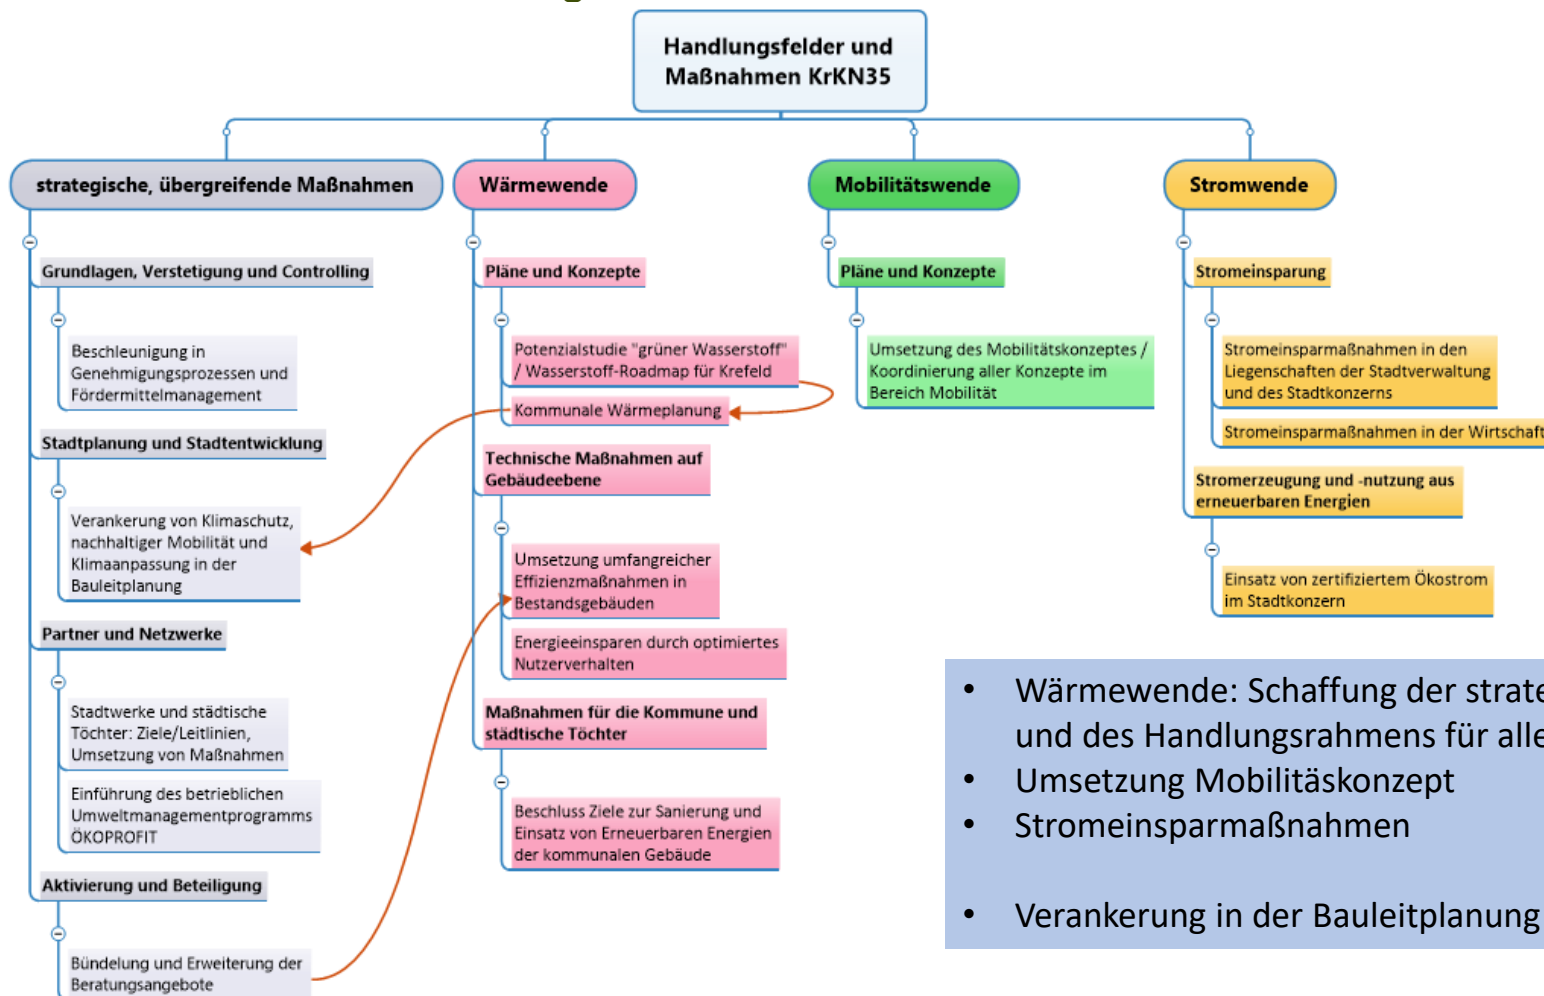 Handlungsfelder und
Maßnahmen KrKN35
strategische, übergreifende Maßnahmen
Grundlagen, Verstetigung und Controlling
Beschleunigung in
Genehmigungsprozessen und
Fördermittelmanagement
Stadtplanung und Stadtentwicklung
Verankerung von Klimaschutz,
nachhaltiger Mobilität und
Klimaanpassung in der
Bauleitplanung
Partner und Netzwerke
Stadtwerke und städtische
Töchter: Ziele/Leitlinien,
Umsetzung von Maßnahmen
Einführung des betrieblichen
Umweltmanagementprogramms
ÖKOPROFIT
Aktivierung und Beteiligung
Bündelung und Erweiterung der
Beratungsangebote
Wärmewende
Pläne und Konzepte
Potenzialstudie "grüner Wasserstoff"
/ Wasserstoff-Roadmap für Krefeld
Kommunale Wärmeplanung
Technische Maßnahmen auf
Gebäudeebene
Umsetzung umfangreicher
Effizienzmaßnahmen in
Bestandsgebäuden
Energieeinsparen durch optimiertes
Nutzerverhalten
Maßnahmen für die Kommune und
städtische Töchter
Beschluss Ziele zur Sanierung und
Einsatz von Erneuerbaren Energien
der kommunalen Gebäude
Mobilitätswende
Pläne und Konzepte
Umsetzung des Mobilitätskonzeptes /
Koordinierung aller Konzepte im
Bereich Mobilität
Stromwende
Stromeinsparung
Stromeinsparmaßnahmen in den
Liegenschaften der Stadtverwaltung
und des Stadtkonzerns
Stromeinsparmaßnahmen in der Wirtschaft
Stromerzeugung und -nutzung aus
erneuerbaren Energien
Einsatz von zertifiziertem Ökostrom
im Stadtkonzern
• Wärmewende: Schaffung der strate
und des Handlungsrahmens für alle
• Umsetzung Mobilitäskonzept
• Stromeinsparmaßnahmen
• Verankerung in der Bauleitplanung